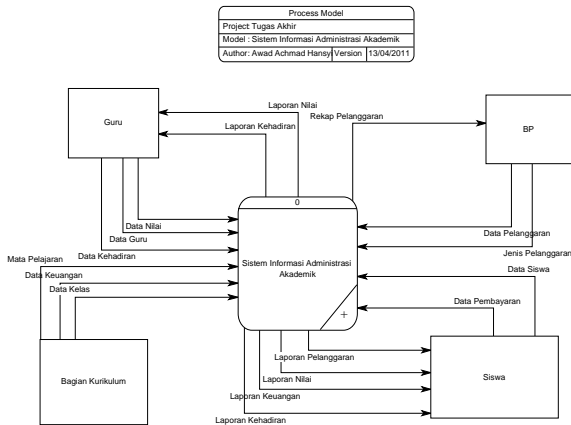 Process Model
Project: Tugas Akhir
Model : Sistem Informasi Administrasi Akademik
Author: Awad Achmad Hansy Version 13/04/2011
Guru
Laporan Nilai
Laporan Kehadiran
Rekap Pelanggaran
BP
0
Sistem Informasi Administrasi
Akademik
+
Data Nilai
Data Guru
Data Kehadiran
Mata Pelajaran
Data Keuangan
Data Kelas
Data Pelanggaran
Jenis Pelanggaran
Data Siswa
Data Pembayaran
Bagian Kurikulum
Laporan Pelanggaran
Laporan Nilai
Laporan Keuangan
Laporan Kehadiran
Siswa